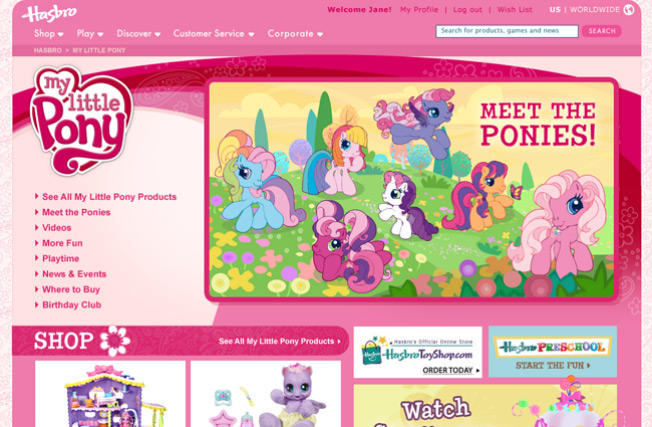 Hasbro
Welcome Jane! My Profile | Log out | Wish List
US | WORLDWIDE
Shop Play Discover Customer Service Corporate
Search for products, games and news
SEARCH
HASBRO > MY LITTLE PONY
my little Pony
MEET THE PONIES!
See All My Little Pony Products
Meet the Ponies
Videos
More Fun
Playtime
News & Events
Where to Buy
Birthday Club
SHOP
See All My Little Pony Products
Hasbro's Official Online Store
Hasbro
HasbroToyShop.com
ORDER TODAY
Hasbro PRESCHOOL
START THE FUN
Watch